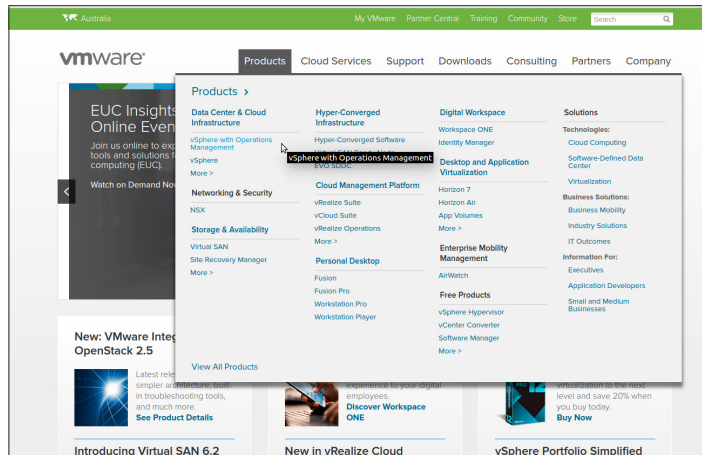 Australia
My VMware Partner Central Training Community Store Search
vmware®
Products Cloud Services Support Downloads Consulting Partners Company
EUC Insights
Online Even
Join us online to exp
tools and solutions f
computing (EUC).
Watch on Demand No
Products >
Data Center & Cloud
Infrastructure
vSphere with Operations
Management
vSphere
More >
Networking & Security
NSX
Storage & Availability
Virtual SAN
Site Recovery Manager
More >
Hyper-Converged
Infrastructure
Hyper-Converged Software
vSphere with Operations Management
EVO SDDC
Cloud Management Platform
vRealize Suite
vCloud Suite
vRealize Operations
More >
Personal Desktop
Fusion
Fusion Pro
Workstation Pro
Workstation Player
Digital Workspace
Workspace ONE
Identity Manager
Desktop and Application
Virtualization
Horizon 7
Horizon Air
App Volumes
More >
Enterprise Mobility
Management
AirWatch
Free Products
vSphere Hypervisor
vCenter Converter
Software Manager
More >
Solutions
Technologies:
Cloud Computing
Software-Defined Data
Center
Virtualization
Business Solutions:
Business Mobility
Industry Solutions
IT Outcomes
Information For:
Executives
Application Developers
Small and Medium
Businesses
View All Products
New: VMware Integ
OpenStack 2.5
Latest rele
simpler architecture, built-
in troubleshooting tools,
and much more.
See Product Details
experience to your digital
employees.
Discover Workspace
ONE
PRO
virtualization to the next
level and save 20% when
you buy today.
Buy Now
Introducing Virtual SAN 6.2
New in vRealize Cloud
vSphere Portfolio Simplified